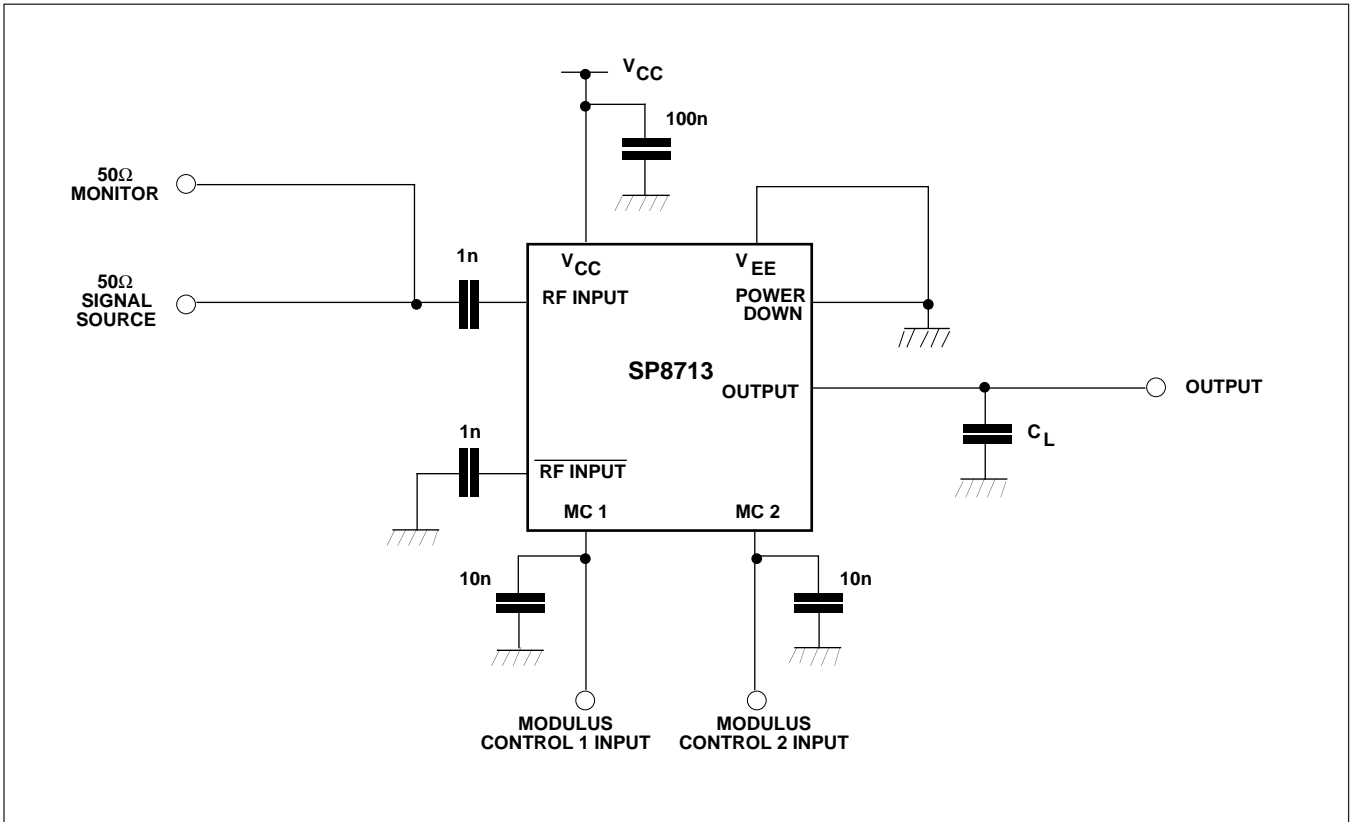 VCC
100n
50Ω
MONITOR
1n
50Ω
SIGNAL
SOURCE
VCC
VEE
RF INPUT
POWER
DOWN
SP8713
OUTPUT
OUTPUT
1n
CL
RF INPUT
MC 1
MC 2
10n
10n
MODULUS
CONTROL 1 INPUT
MODULUS
CONTROL 2 INPUT